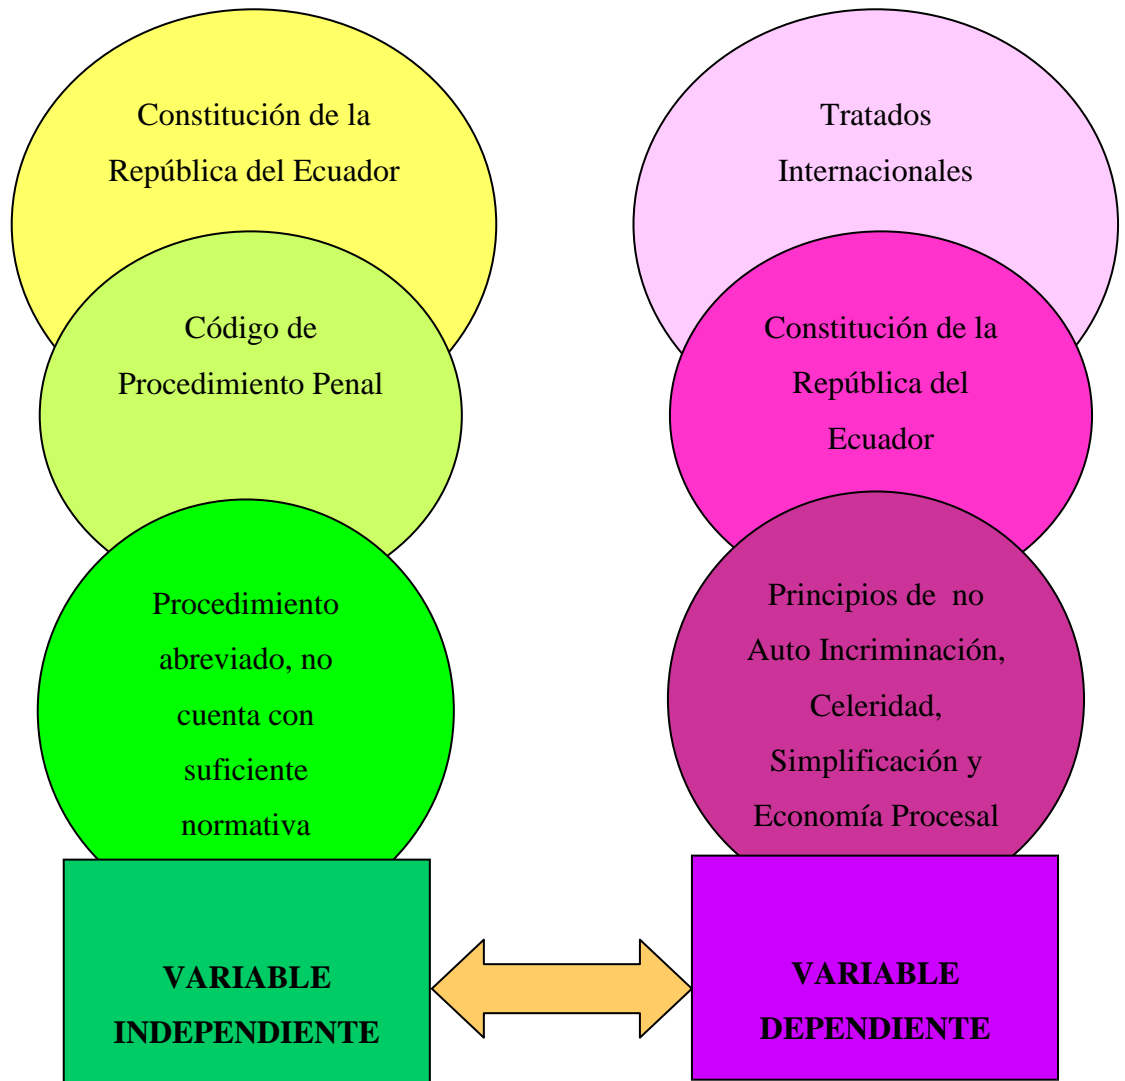 Constitución de la
República del Ecuador
Código de
Procedimiento Penal
Procedimiento
abreviado, no
cuenta con
suficiente
normativa
VARIABLE
INDEPENDIENTE
Tratados
Internacionales
Constitución de la
República del
Ecuador
Principios de no
Auto Incriminación,
Celeridad,
Simplificación y
Economía Procesal
VARIABLE
DEPENDIENTE